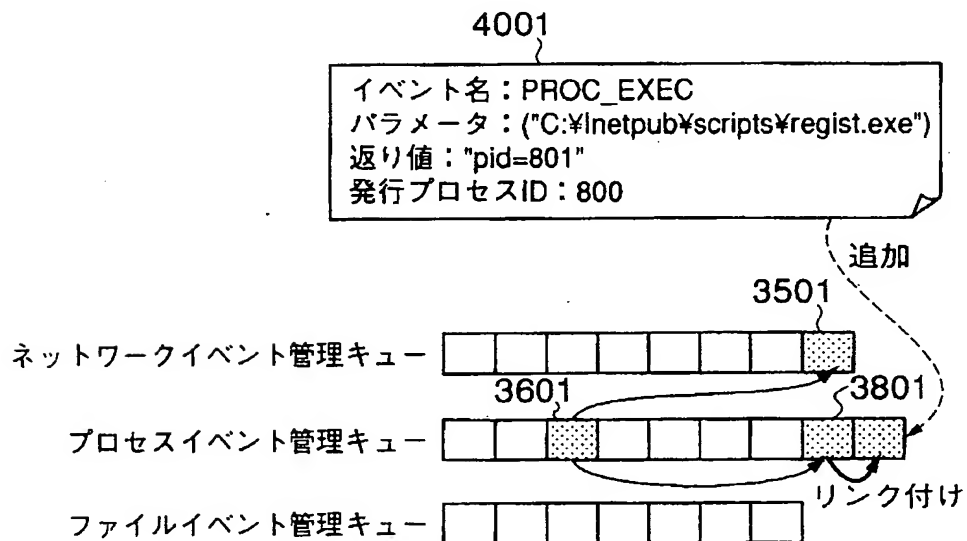 4001
イベント名：PROC_EXEC
パラメータ：("C:¥Inetpub¥scripts¥regist.exe")
返り値："pid=801"
発行プロセスID：800
追加
3501
ネットワークイベント管理キュー
3601
3801
プロセスイベント管理キュー
リンク付け
ファイルイベント管理キュー